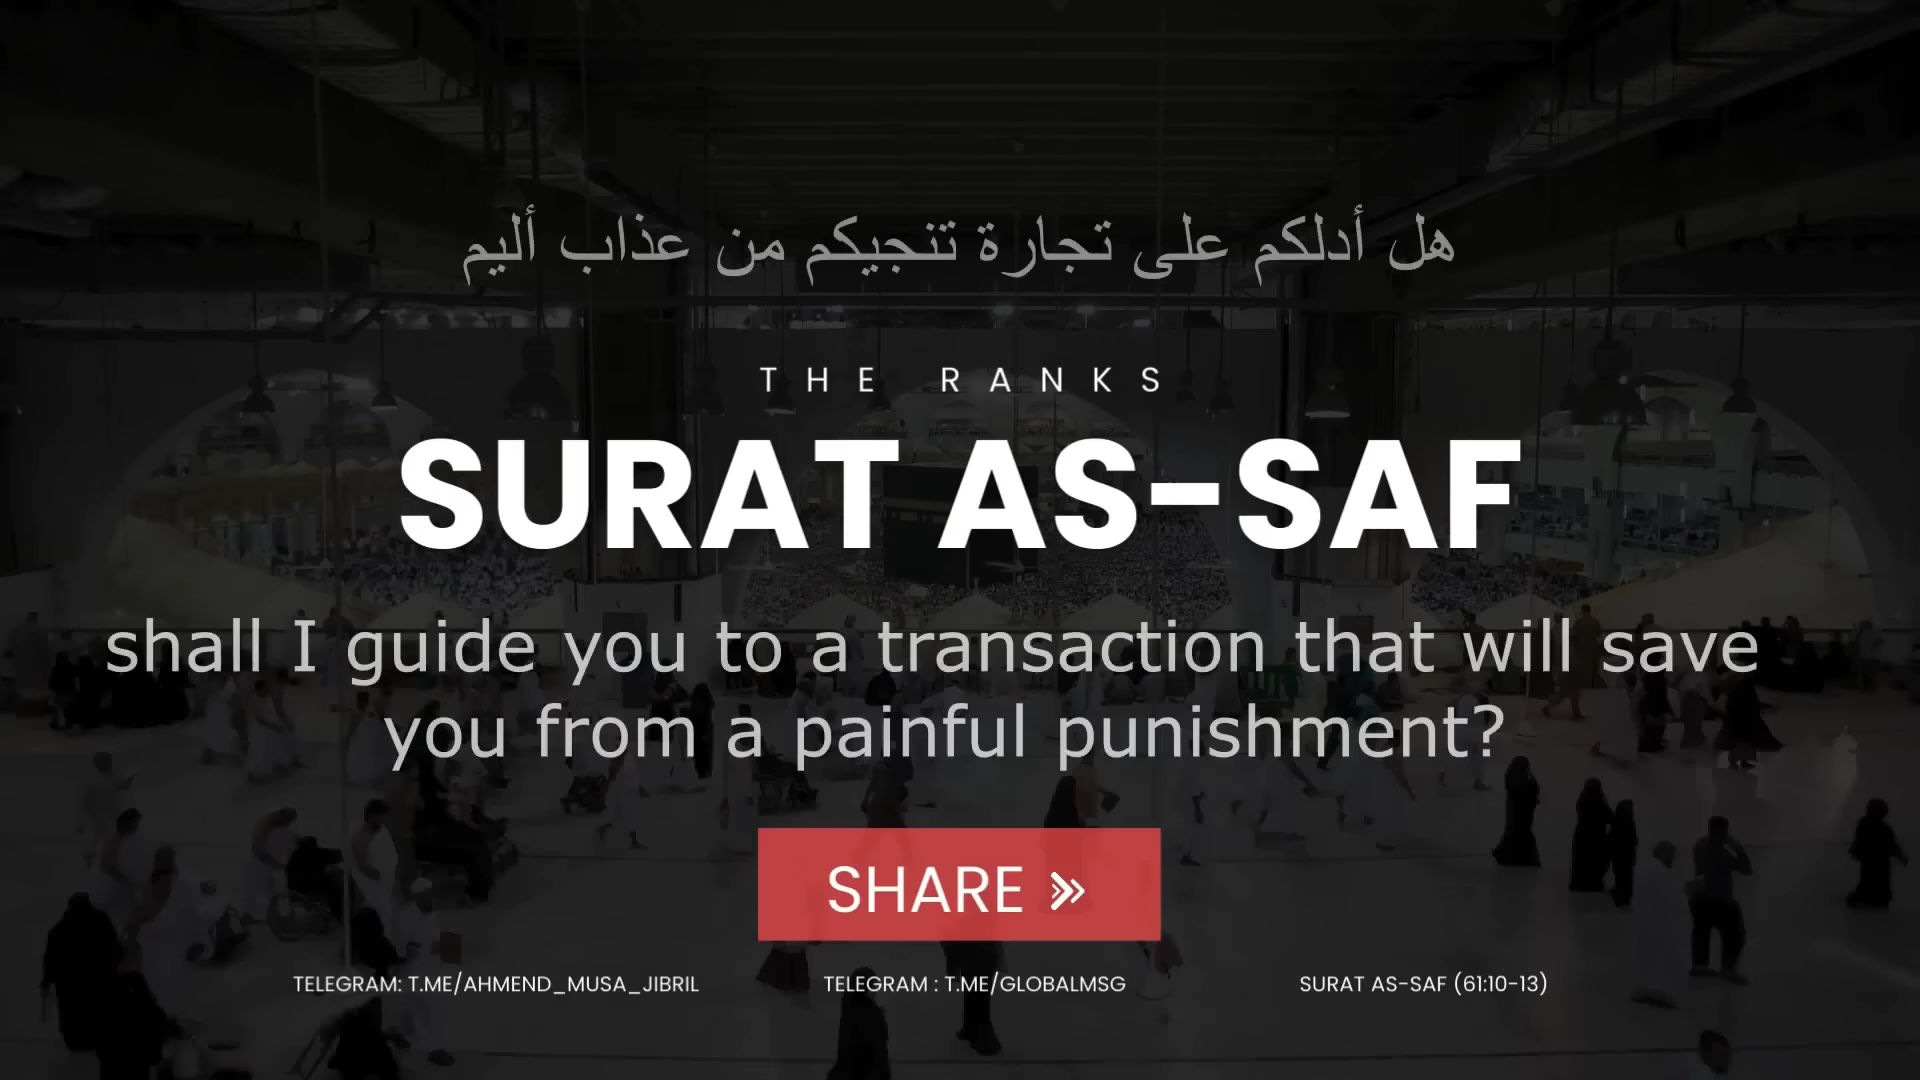 هل أدلكم على تجارة تنجيكم من عذاب أليم
THE RANKS
SURAT AS-SAF
shall I guide you to a transaction that will save
you from a painful punishment?
SHARE
TELEGRAM: T.ME/AHMEND_MUSA_JIBRIL
TELEGRAM : T.ME/GLOBALMSG
SURAT AS-SAF (61:10-13)